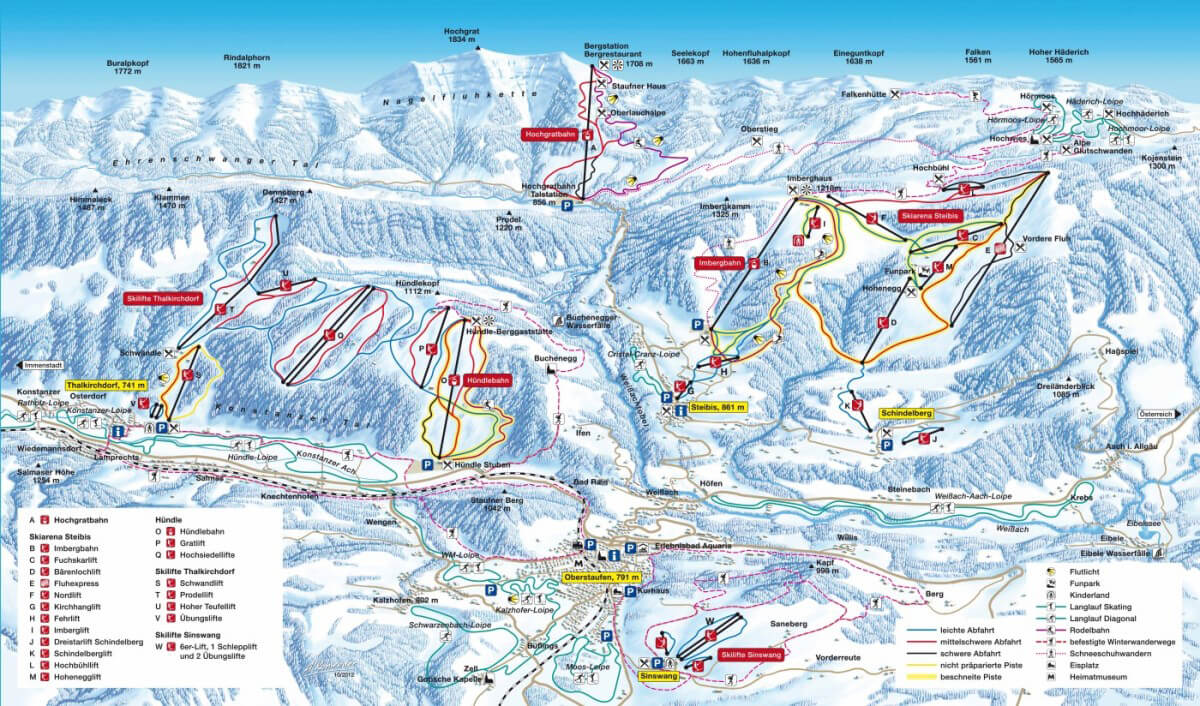 Hochgrat
1834 m
Buralpkopf
1772 m
Rindalphorn
1821 m
Bergstation
Bergrestaurant
1708 m
Seelekopf
1663 m
Hohenfluhalpkopf
1636 m
Eineguntkopf
1638 m
Falken
1561 m
Hoher Häderich
1565 m
Staufner Haus
Nagelfluhkette
Oberlauchalpe
Falkenhütte
Hörmoos
Häderich-Loipe
Hörmoos-Loipe
Hochhäderich
Hochmoor-Loipe
Hochgratbahn
A
Oberstieg
Hochwies
Alpe
Glutschwanden
Kojenstein
1300 m
Ehrenschwanger Tal
Hochbühl
Himmeleck
1487 m
Klammen
1470 m
Denneberg
1427 m
Hochgratbahn
Talstation
856 m
Prodel
1220 m
Imberghaus
1218m
Imbergkamm
1325 m
L
I
F
Skiarena Steibis
C
E
Vordere Fluh
Imbergbahn
B
Funpark
M
Hohenegg
Skilifte Thalkirchdorf
U
T
Hündlekopf
1112 m
Buchenegger
Wasserfälle
Hündle-Berggaststätte
Q
P
D
Schwandle
Cristel-Cranz-Loipe
H
Buchenegg
Haġspiel
Immenstadt
Thalkirchdorf, 741 m
S
O
Hündlebahn
Weißach
G
Steibis, 861 m
Dreiländerblick
1085 m
Konstanzer
Osterdorf
Ratholz-Loipe
Konstanzer-Loipe
V
Konstanzer Tal
K
Schindelberg
J
Österreich
Wiedemannsdorf
Lamprechts
Hündle-Loipe
Konstanzer Ach
Ifen
Aach i. Allgäu
Salmaser Höhe
1254 m
Salmas
Hündle Stuben
Knechtenhofen
Staufner Berg
1042 m
Bad Rain
Weißach
Höfen
Steinebach
Weißach-Aach-Loipe
Krebs
Weißach
Wengen
Eibelesee
Eibele
Eibele Wasserfälle
WM-Loipe
M
Erlebnisbad Aquaria
Willis
Kapf
998 m
Oberstaufen, 791 m
Kurhaus
Berg
Kalzhofen, 802 m
Kalzhofer-Loipe
Schwarzenbach-Loipe
Saneberg
W
Skilifte Sinswang
Büfings
Zell
Moos-Loipe
Vorderreute
Sinswang
A Hochgratbahn
Skiarena Steibis
B Imbergbahn
C Fuchskarlift
D Bärenlochlift
E Fluhexpress
F Nordlift
G Kirchhanglift
H Fehrlift
I Imberglift
J Dreistarlift Schindelberg
K Schindelberglift
L Hochbühllift
M Hohenegglift
Hündle
O Hündlebahn
P Gratlift
Q Hochsiedellifte
Skilifte Thalkirchdorf
S Schwandlift
T Prodellift
U Hoher Teufellift
V Übungslifte
Skilifte Sinswang
W 6er-Lift, 1 Schlepplift
und 2 Übungslifte
10/2012
leichte Abfahrt
mittelschwere Abfahrt
schwere Abfahrt
nicht präparierte Piste
beschneite Piste
Flutlicht
Funpark
Kinderland
Langlauf Skating
Langlauf Diagonal
Rodelbahn
befestigte Winterwanderwege
Schneeschuhwandern
Eisplatz
Heimatmuseum